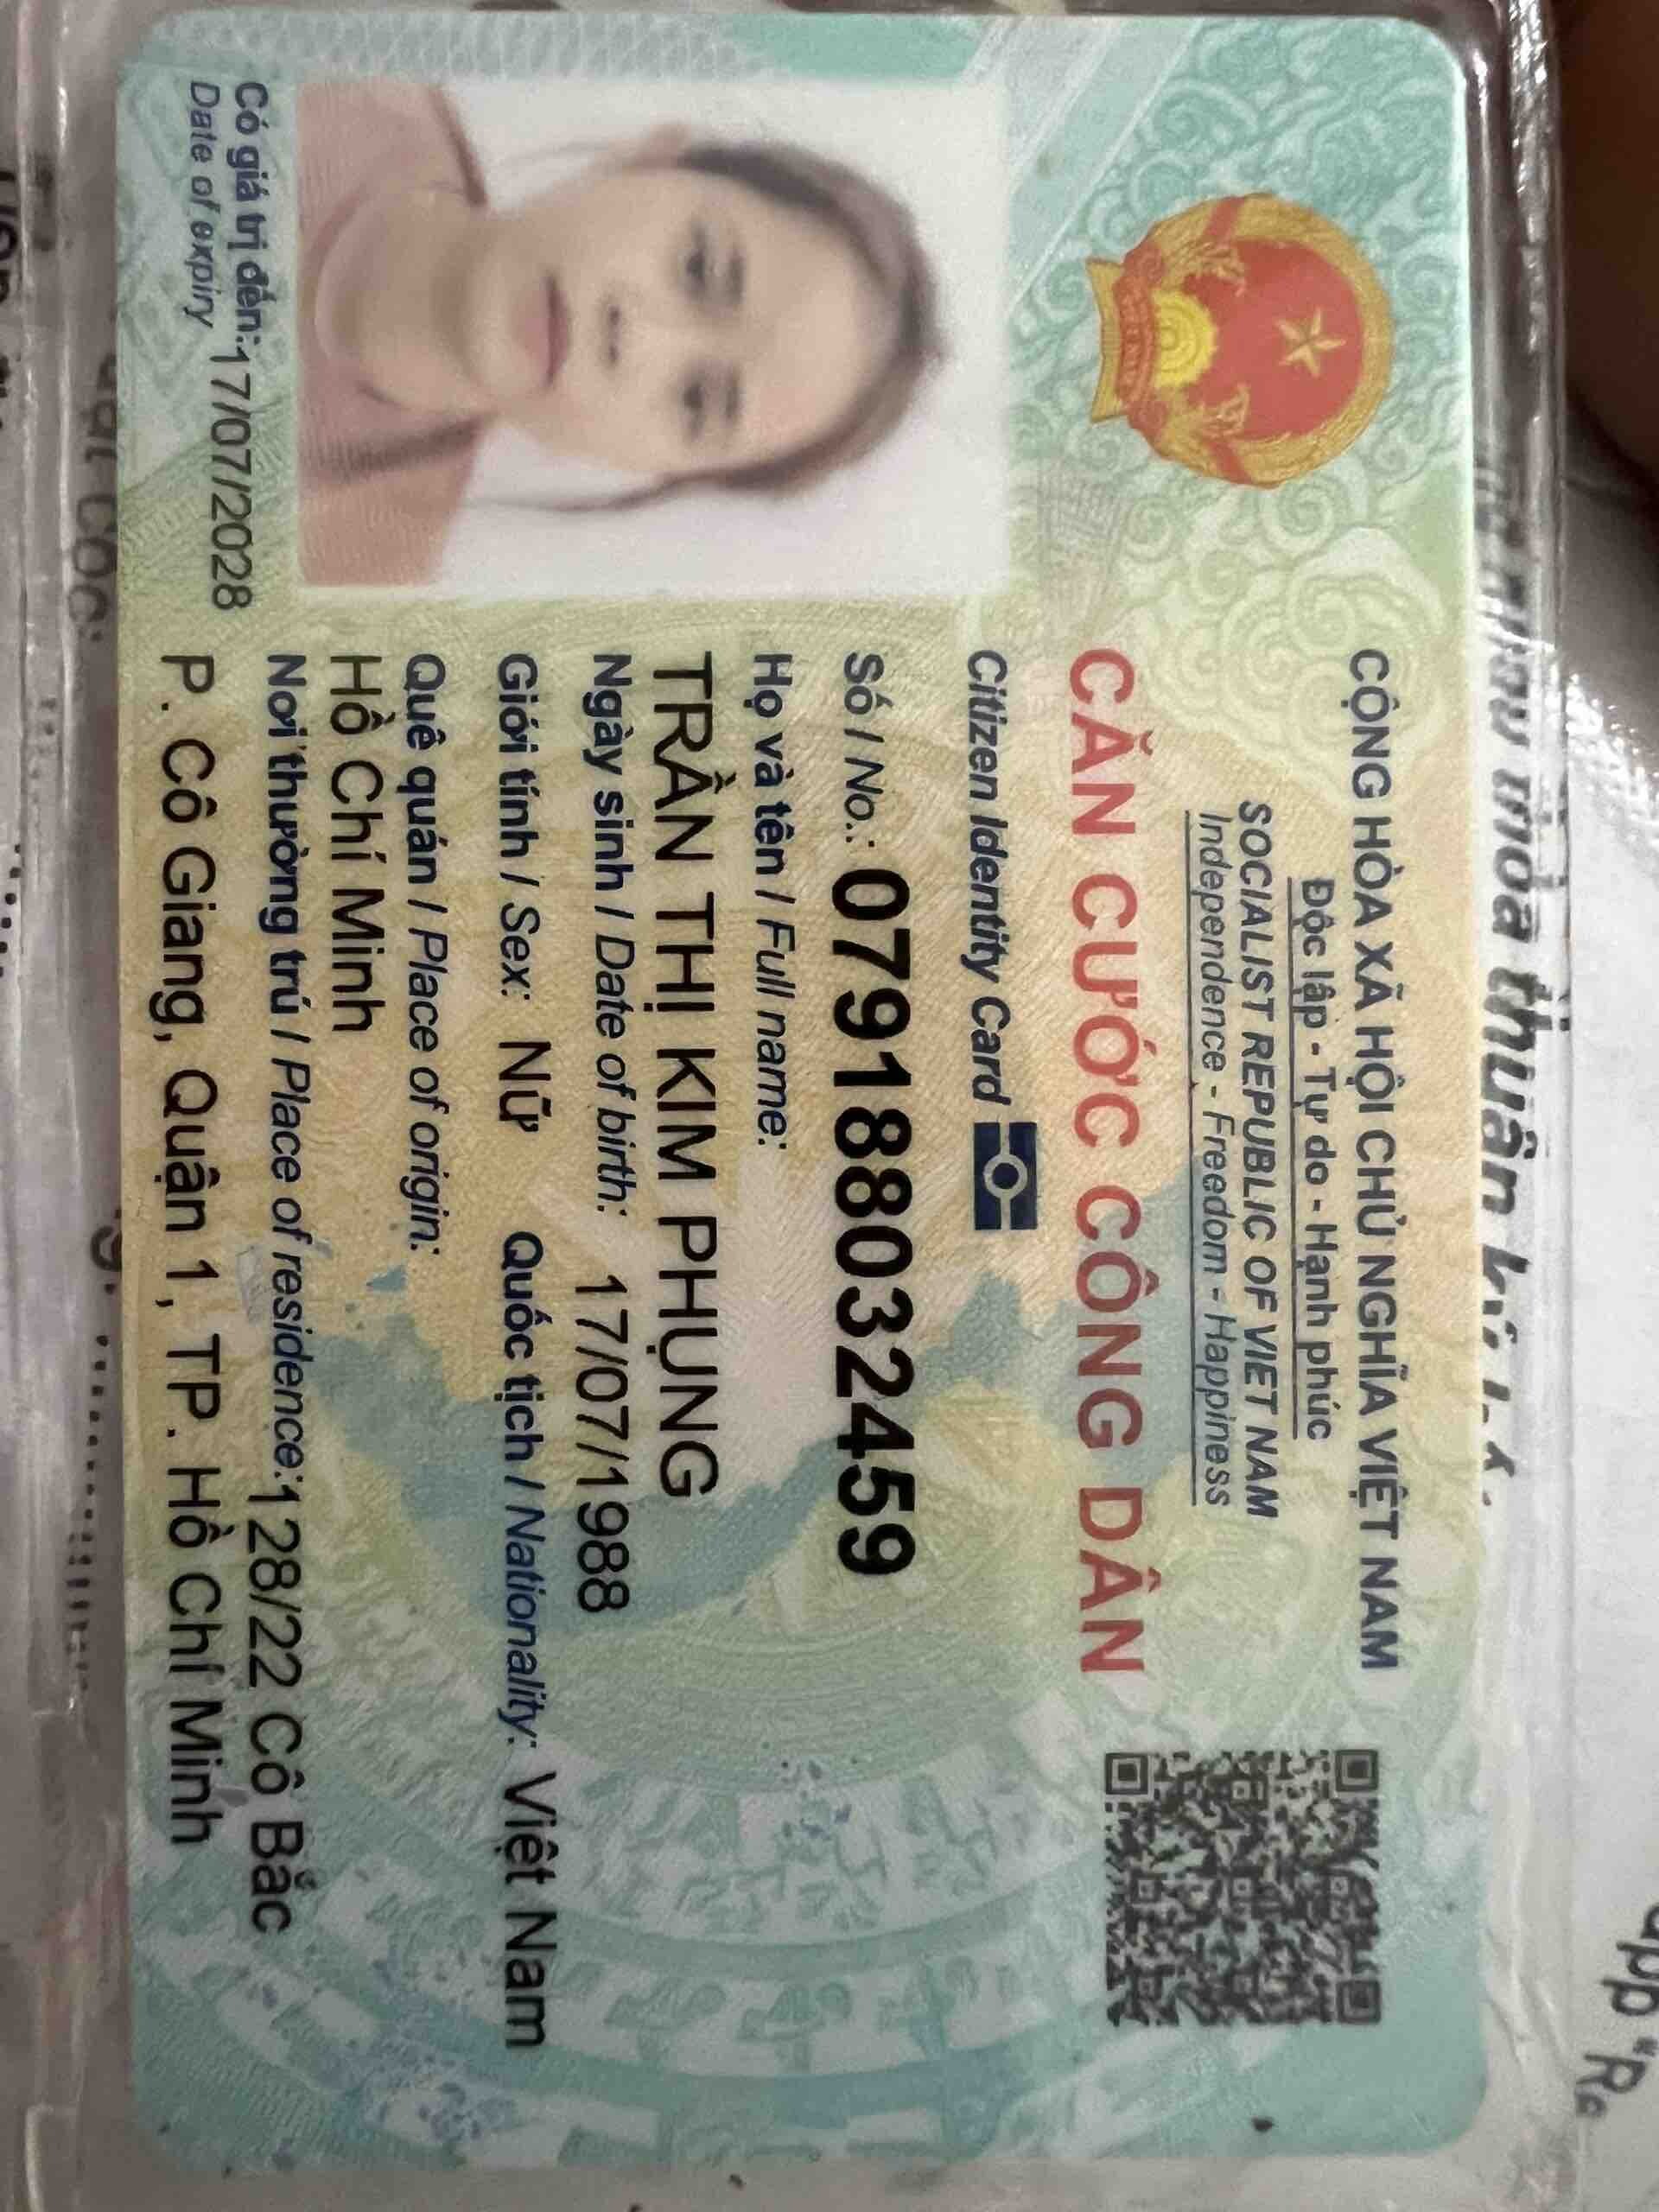 CỘNG HÒA XÃ HỘI CHỦ NGHĨA VIỆT NAM
Độc lập - Tự do - Hạnh phúc
SOCIALIST REPUBLIC OF VIET NAM
Independence - Freedom - Happiness
CĂN CƯỚC CÔNG DÂN
Citizen Identity Card
Số / No.: 079188032459
Họ và tên / Full name:
TRẦN THỊ KIM PHỤNG
Ngày sinh / Date of birth: 17/07/1988
Giới tính / Sex: Nữ Quốc tịch / Nationality: Việt Nam
Quê quán / Place of origin:
Hồ Chí Minh
Nơi thường trú / Place of residence: 128/22 Cô Bắc
P. Cô Giang, Quận 1, TP. Hồ Chí Minh
Có giá trị đến: 17/07/2028
Date of expiry